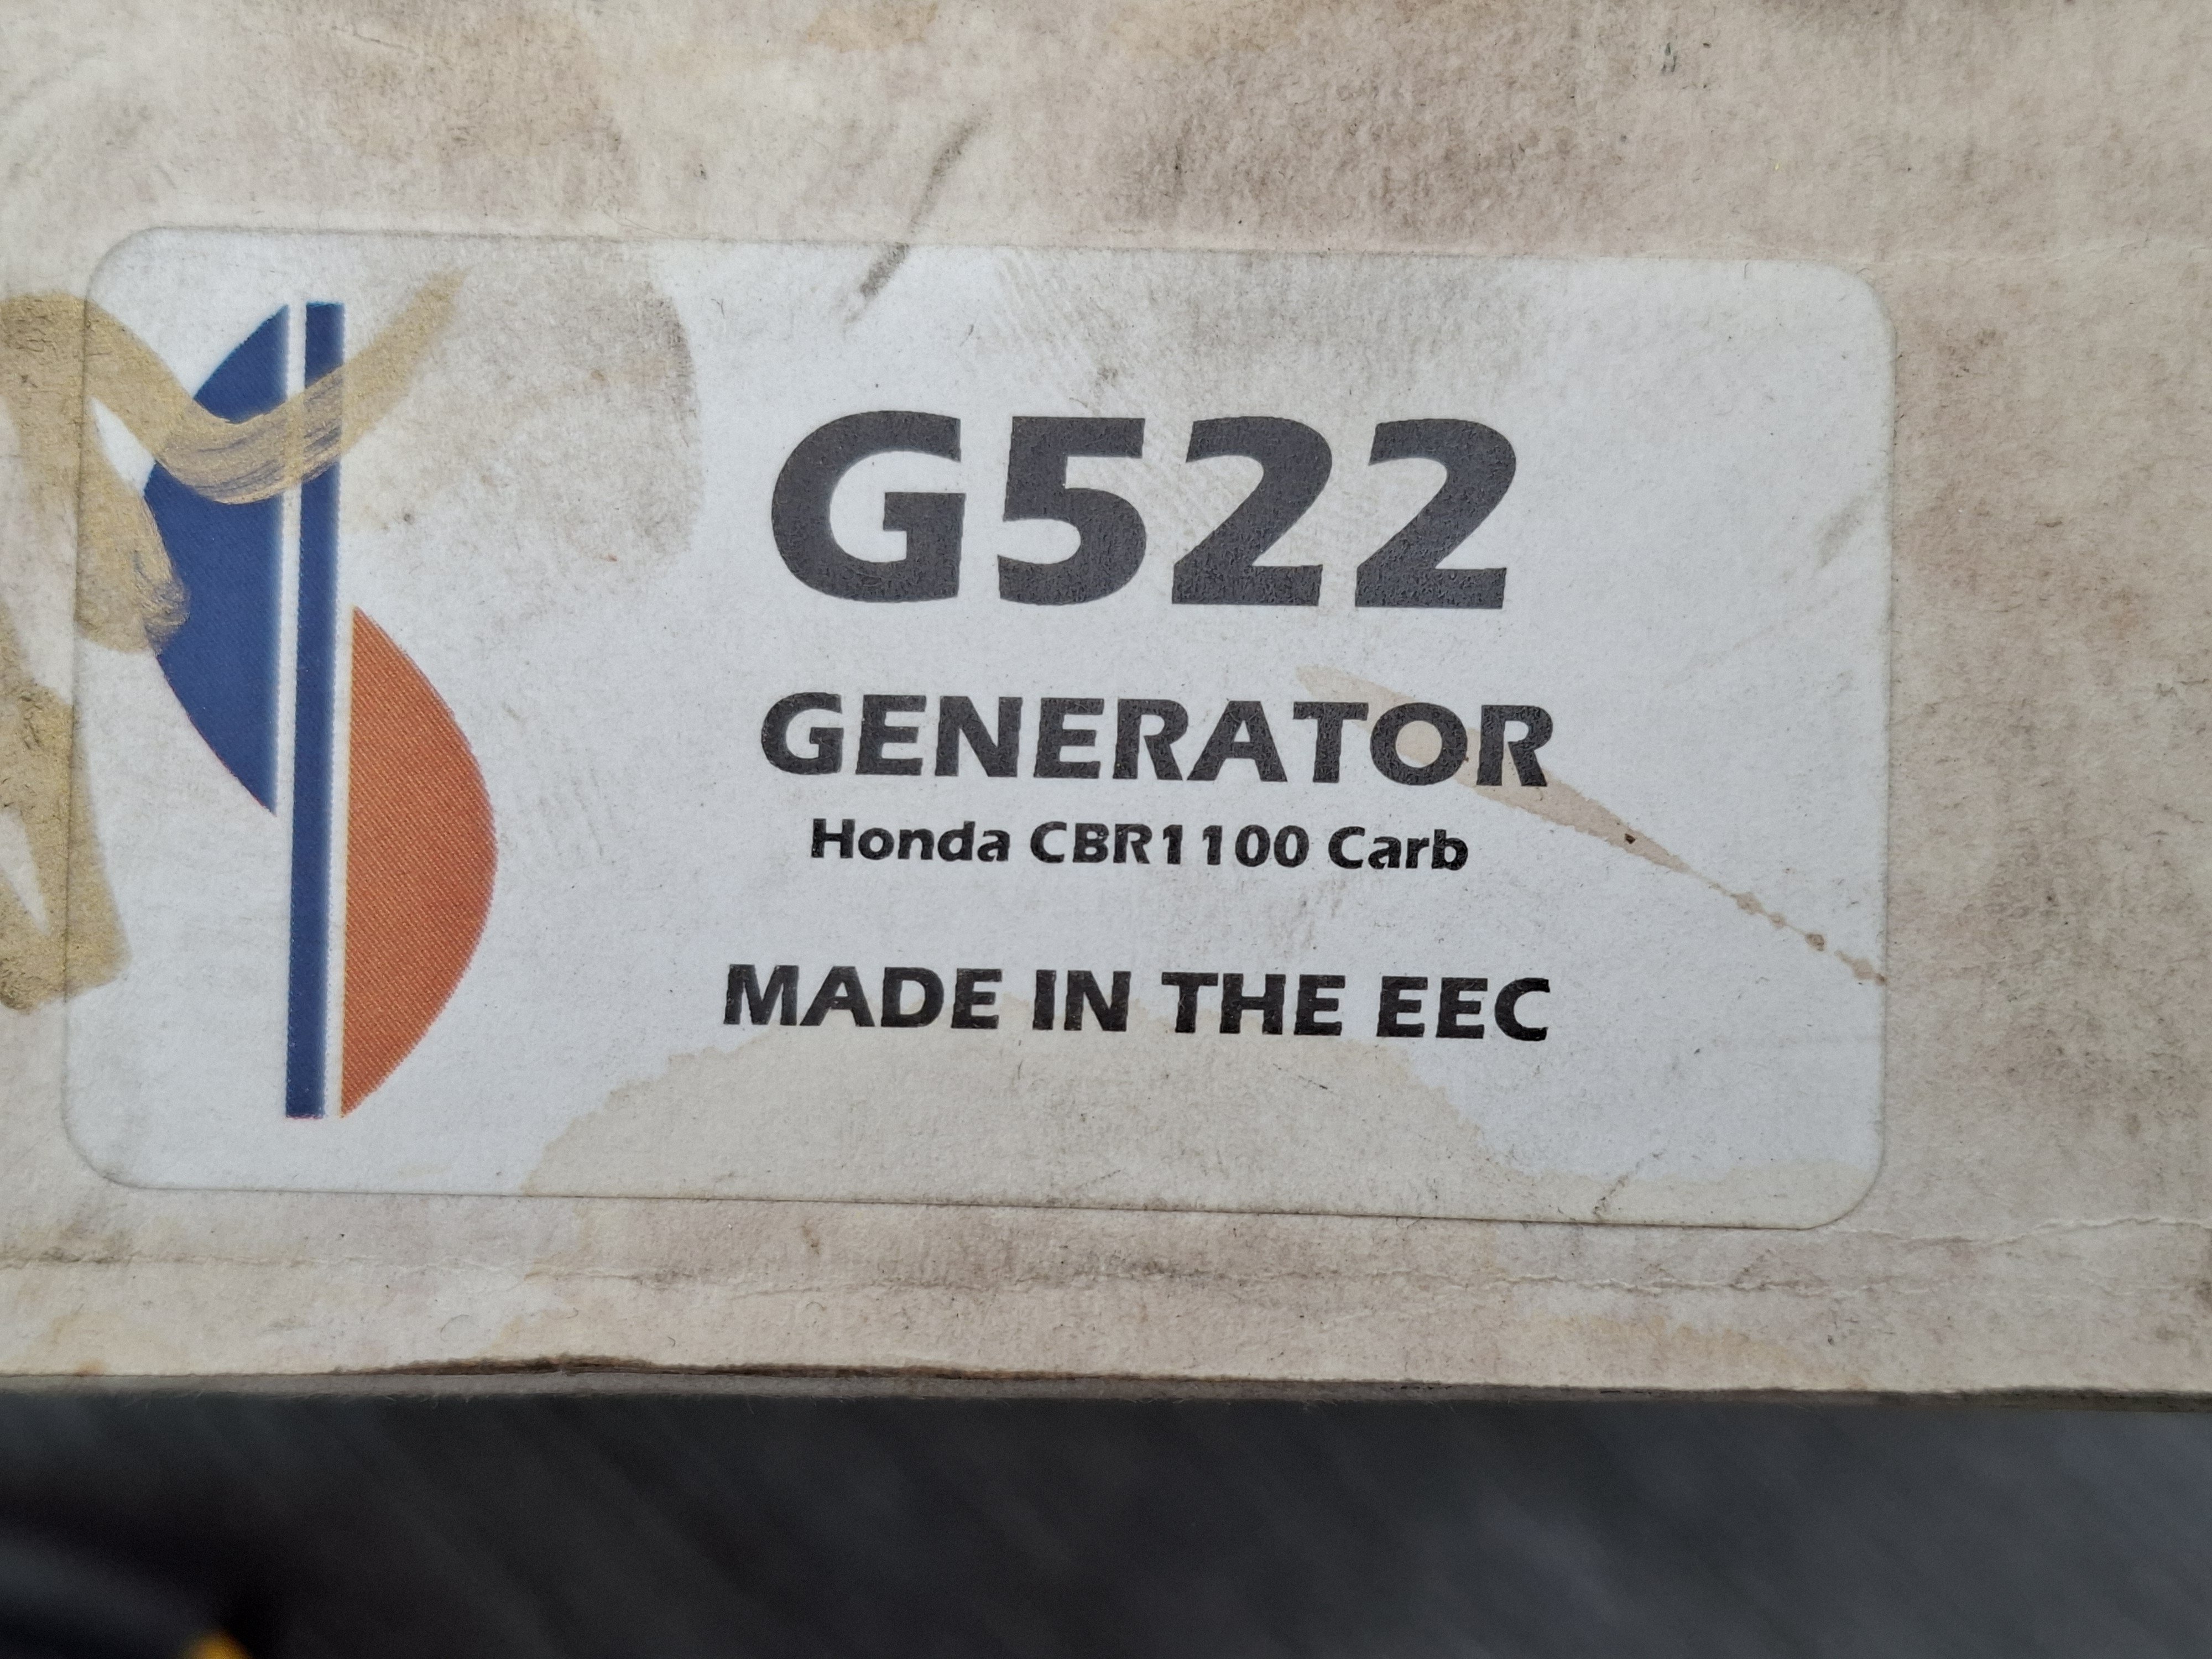 G522
GENERATOR
Honda CBR1100 Carb
MADE IN THE EEC